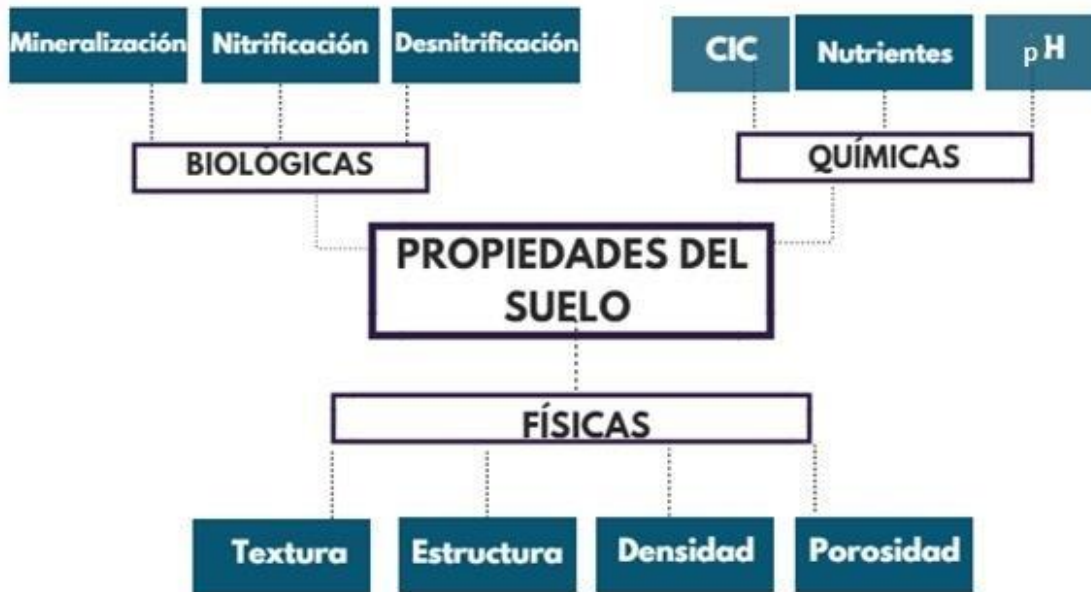 Mineralización
Nitrificación
Desnitrificación
CIC
Nutrientes
pH
BIOLÓGICAS
QUÍMICAS
PROPIEDADES DEL
SUELO
FÍSICAS
Textura
Estructura
Densidad
Porosidad